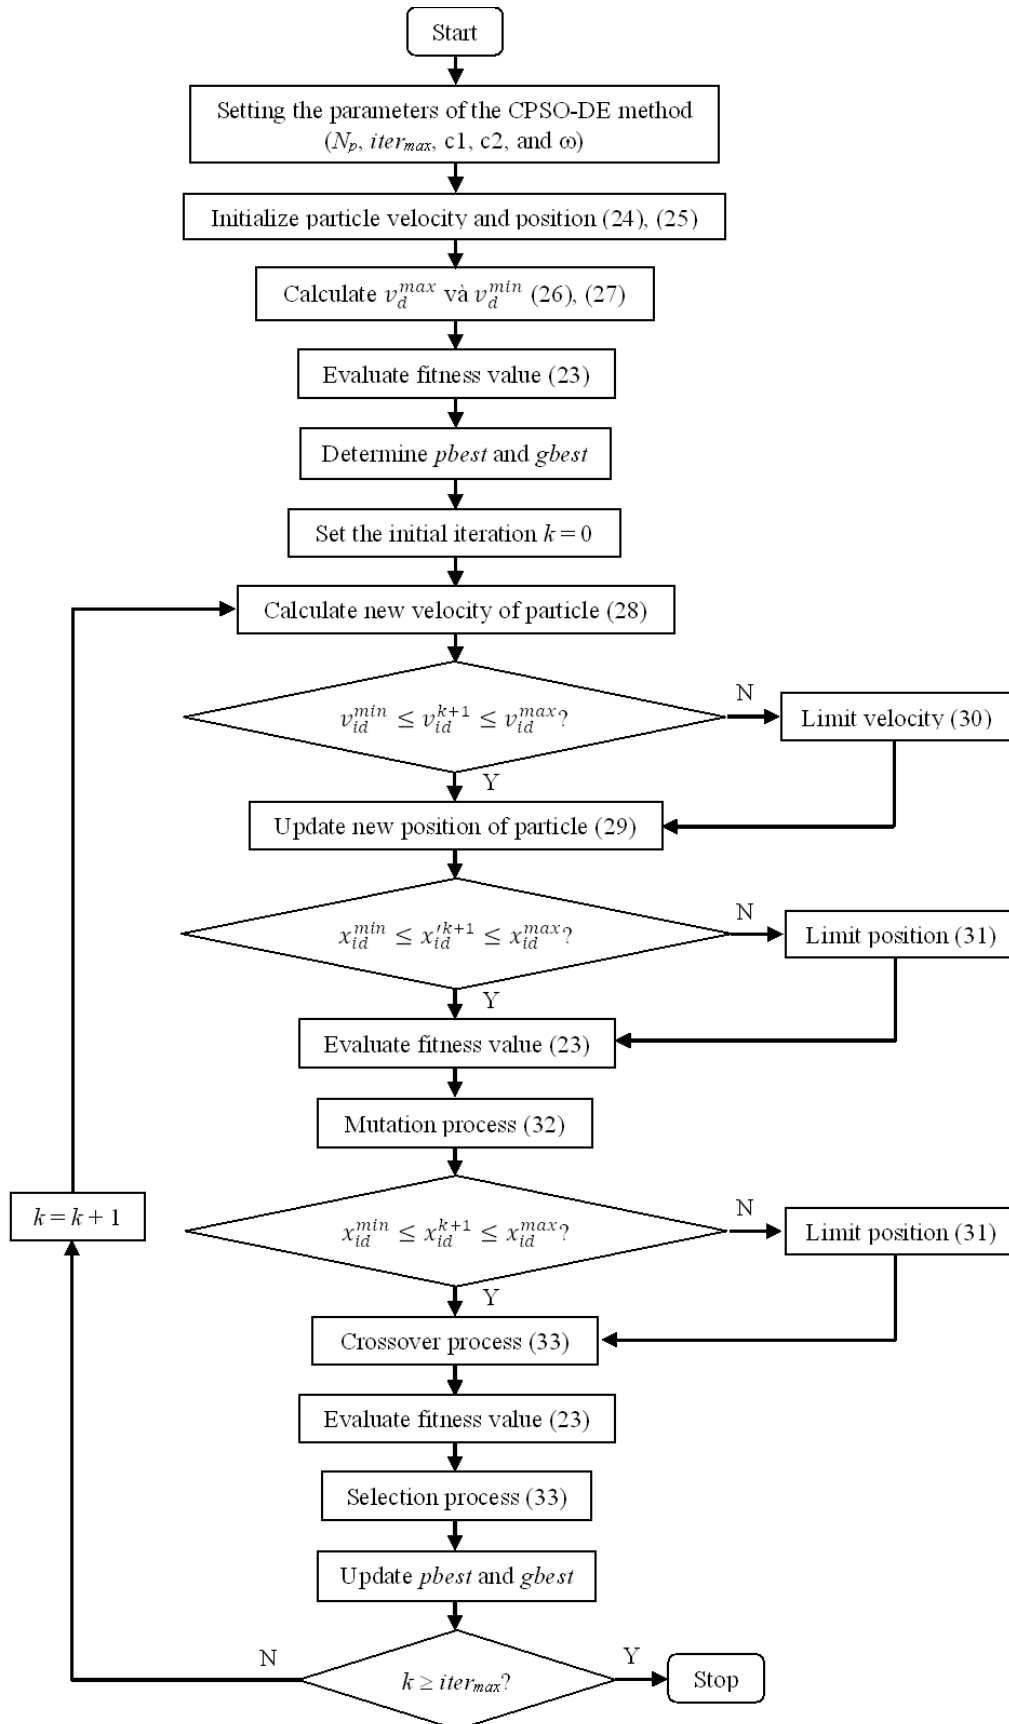 Start
Setting the parameters of the CPSO-DE method
(N_p, iter_max, c1, c2, and ω)
Initialize particle velocity and position (24), (25)
Calculate v_d^max và v_d^min (26), (27)
Evaluate fitness value (23)
Determine pbest and gbest
Set the initial iteration k = 0
Calculate new velocity of particle (28)
v_id^min ≤ v_id^k+1 ≤ v_id^max?
N
Limit velocity (30)
Y
Update new position of particle (29)
x_id^min ≤ x_id^′k+1 ≤ x_id^max?
N
Limit position (31)
Y
Evaluate fitness value (23)
Mutation process (32)
k = k + 1
x_id^min ≤ x_id^k+1 ≤ x_id^max?
N
Limit position (31)
Y
Crossover process (33)
Evaluate fitness value (23)
Selection process (33)
Update pbest and gbest
N
k ≥ iter_max?
Y
Stop